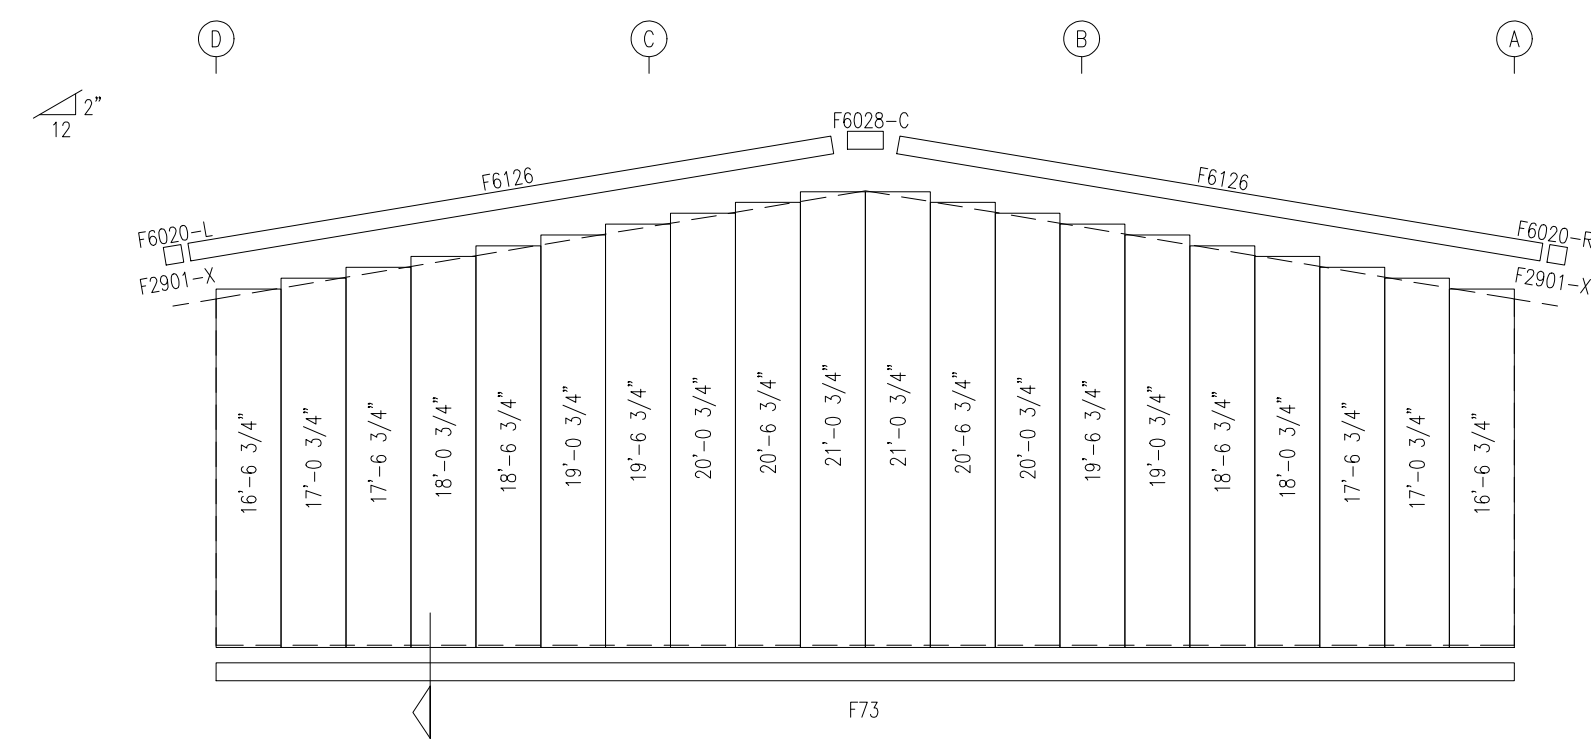 D
C
B
A
2”
12
F6028-C
F6126
F6126
F6020-L
F6020-R
F2901-X
F2901-X
16'-6 3/4”
17'-0 3/4”
17'-6 3/4”
18'-0 3/4”
18'-6 3/4”
19'-0 3/4”
19'-6 3/4”
20'-0 3/4”
20'-6 3/4”
21'-0 3/4”
21'-0 3/4”
20'-6 3/4”
20'-0 3/4”
19'-6 3/4”
19'-0 3/4”
18'-6 3/4”
18'-0 3/4”
17'-6 3/4”
17'-0 3/4”
16'-6 3/4”
F73